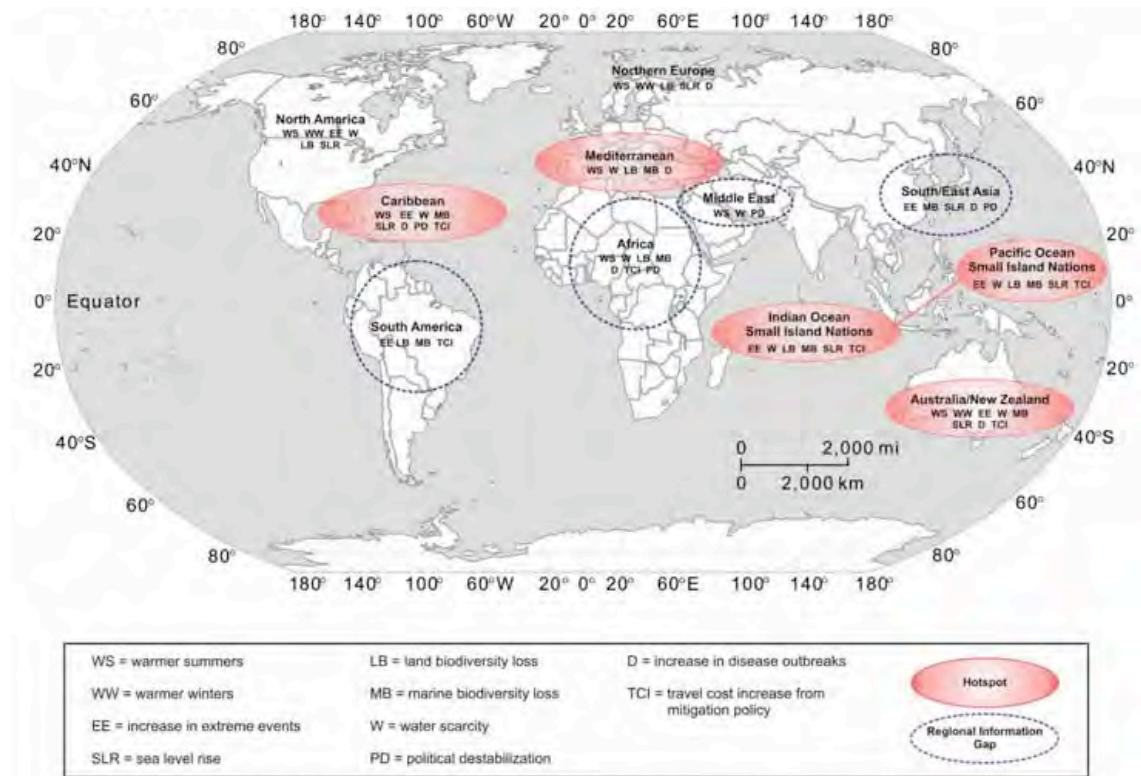 180° 140° 100° 60°W 20° 0° 20° 60°E 100° 140° 180°
80° 80°
Northern Europe
WS WW LB SLR D
60° 60°
North America
WS WW EE W
LB SLR
40°N 40°N
Mediterranean
WS W LB MB D
South/East Asia
EE MB SLR D PD
Middle East
WS W PD
Caribbean
WS EE W MB
SLR D PD TCI
20° 20°
Africa
WS W LB MB
D TCI PD
Pacific Ocean
Small Island Nations
EE W LB MB SLR TCI
0° Equator 0°
Indian Ocean
Small Island Nations
EE W LB MB SLR TCI
South America
EE LB MB TCI
20° 20°
Australia/New Zealand
WS WW EE W MB
SLR D TCI
40°S 40°S
0 2,000 mi
0 2,000 km
60° 60°
80° 80°
180° 140° 100° 60°W 20° 0° 20° 60°E 100° 140° 180°
WS = warmer summers
WW = warmer winters
EE = increase in extreme events
SLR = sea level rise
LB = land biodiversity loss
MB = marine biodiversity loss
W = water scarcity
PD = political destabilization
D = increase in disease outbreaks
TCI = travel cost increase from
mitigation policy
Hotspot
Regional Information
Gap